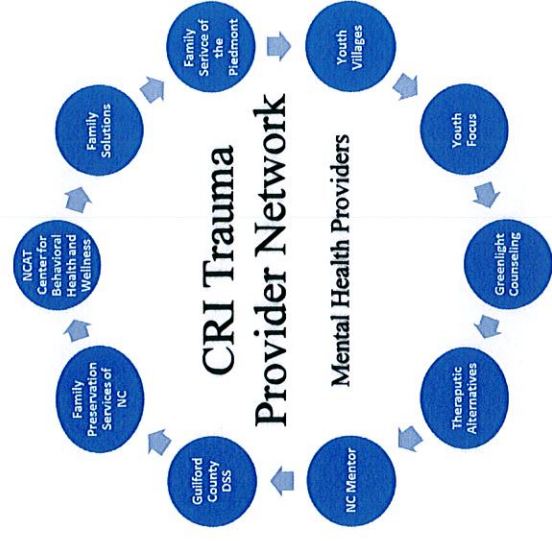 CRI Trauma
Provider Network
Mental Health Providers
NCAT
Center for
Behavioral
Health and
Wellness
Family
Solutions
Family
Serivce of
the
Piedmont
Youth
Villages
Youth
Focus
Greenlight
Counseling
Theraputic
Alternatives
NC Mentor
Guilford
County
DSS
Family
Preservation
Services of
NC